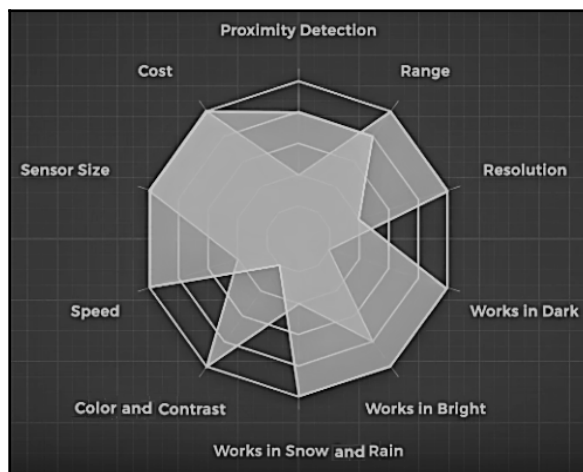 Proximity Detection
Cost
Range
Sensor Size
Resolution
Speed
Works in Dark
Color and Contrast
Works in Bright
Works in Snow and Rain